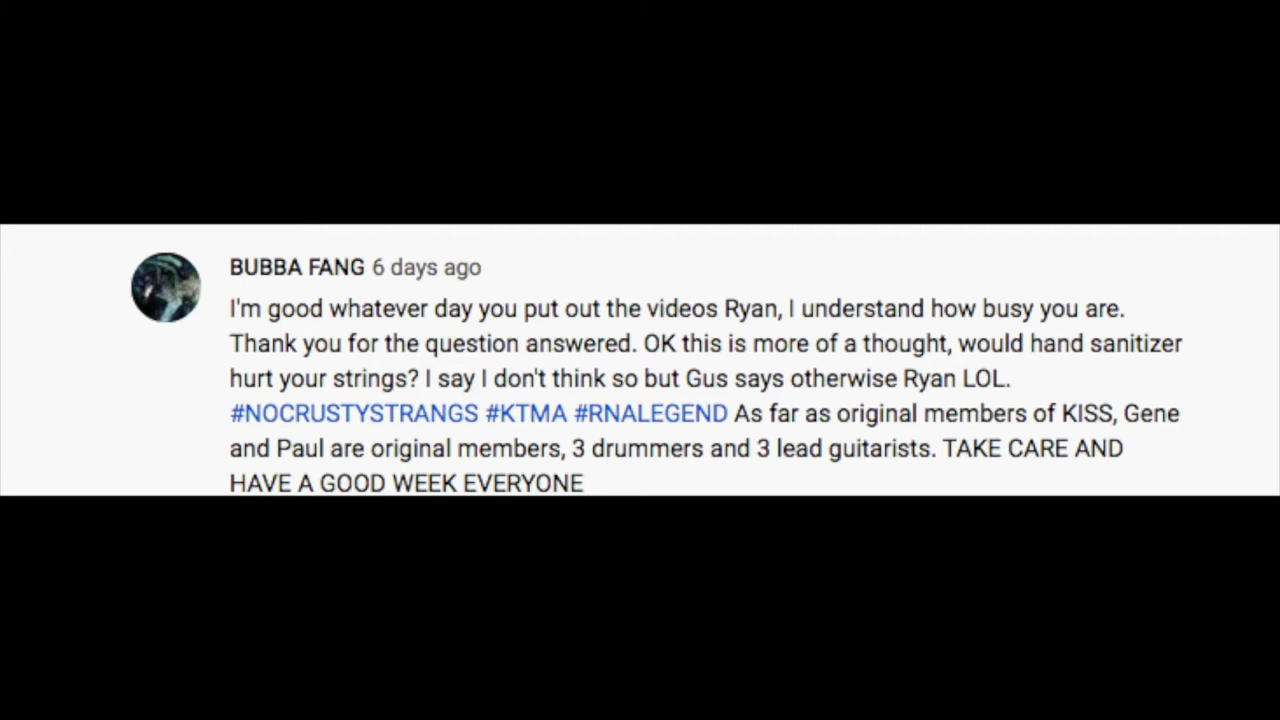 BUBBA FANG 6 days ago
I'm good whatever day you put out the videos Ryan, I understand how busy you are.
Thank you for the question answered. OK this is more of a thought, would hand sanitizer
hurt your strings? I say I don't think so but Gus says otherwise Ryan LOL.
#NOCRUSTYSTRANGS #KTMA #RNALEGEND As far as original members of KISS, Gene
and Paul are original members, 3 drummers and 3 lead guitarists. TAKE CARE AND
HAVE A GOOD WEEK EVERYONE